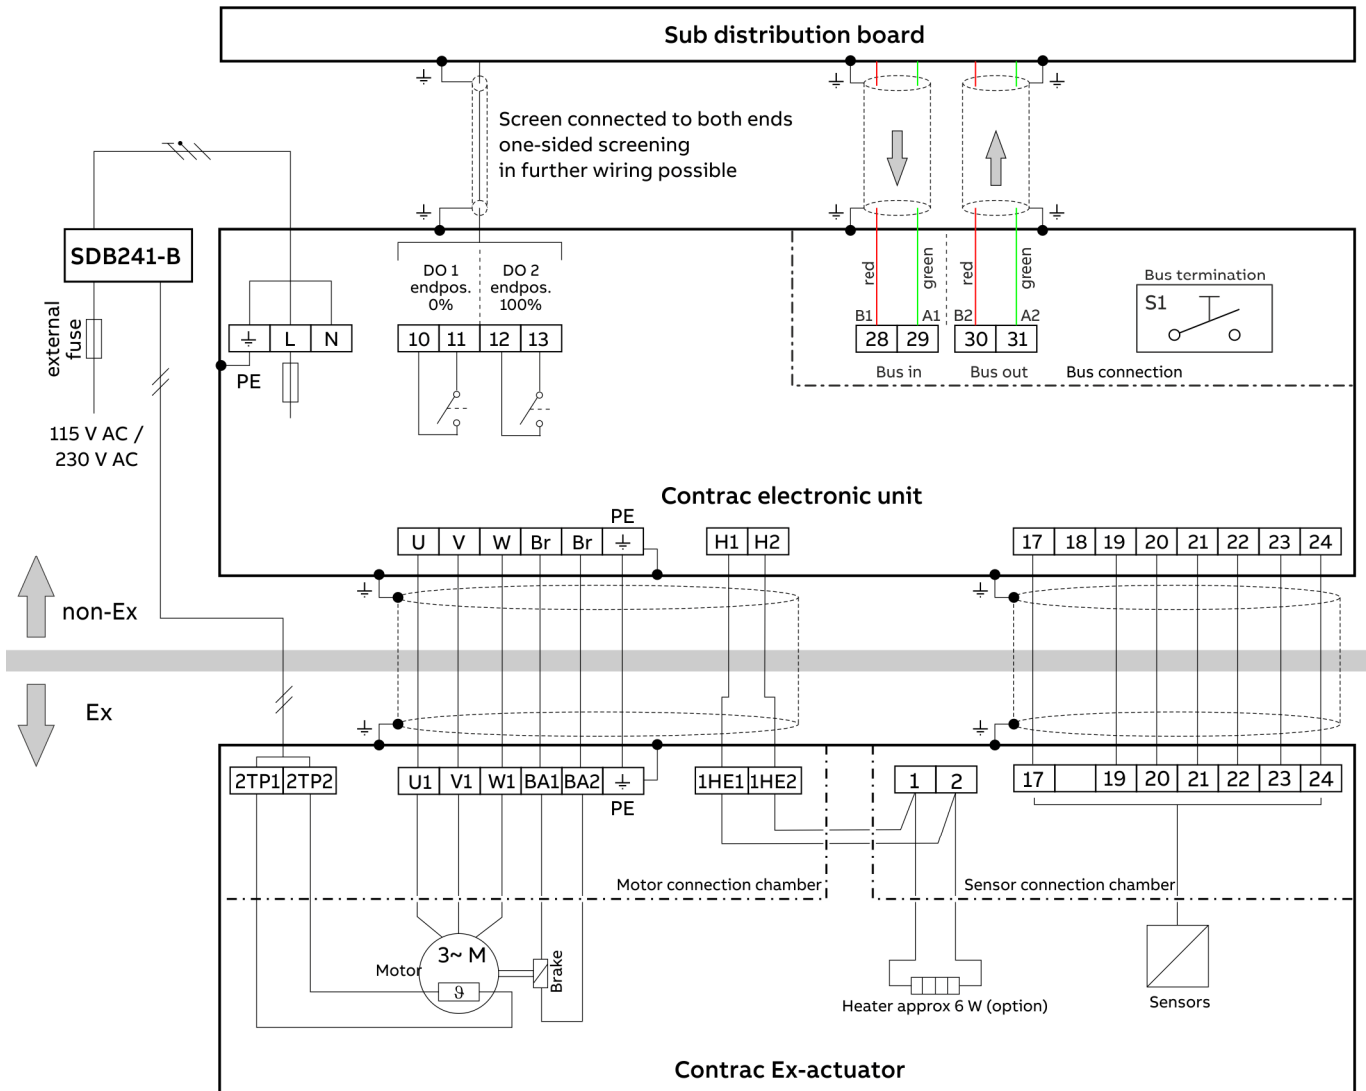 Sub distribution board
Screen connected to both ends
one-sided screening
in further wiring possible
SDB241-B
external
fuse
115 V AC /
230 V AC
L N
PE
DO 1
endpos.
0%
DO 2
endpos.
100%
10 11 12 13
red green red green
B1 A1 B2 A2
28 29 30 31
Bus in Bus out Bus connection
Bus termination
S1
Contrac electronic unit
PE
U V W Br Br
H1 H2
17 18 19 20 21 22 23 24
non-Ex
Ex
2TP1 2TP2
U1 V1 W1 BA1 BA2
PE
1HE1 1HE2
1 2
17 19 20 21 22 23 24
Motor connection chamber
Sensor connection chamber
3~ M
Motor
ϑ
Brake
Heater approx 6 W (option)
Sensors
Contrac Ex-actuator